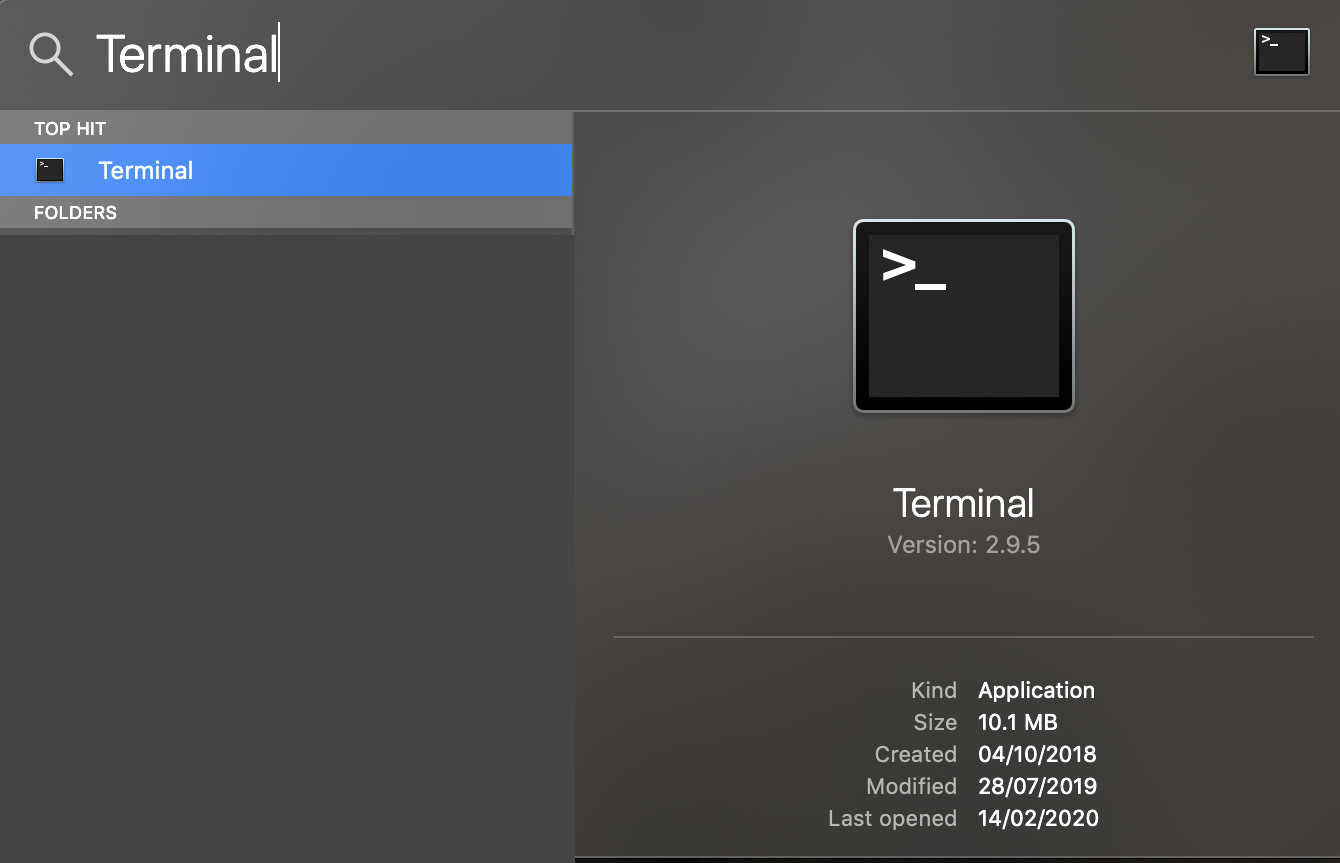 Terminal
TOP HIT
Terminal
FOLDERS
>_
Terminal
Version: 2.9.5
Kind Application
Size 10.1 MB
Created 04/10/2018
Modified 28/07/2019
Last opened 14/02/2020